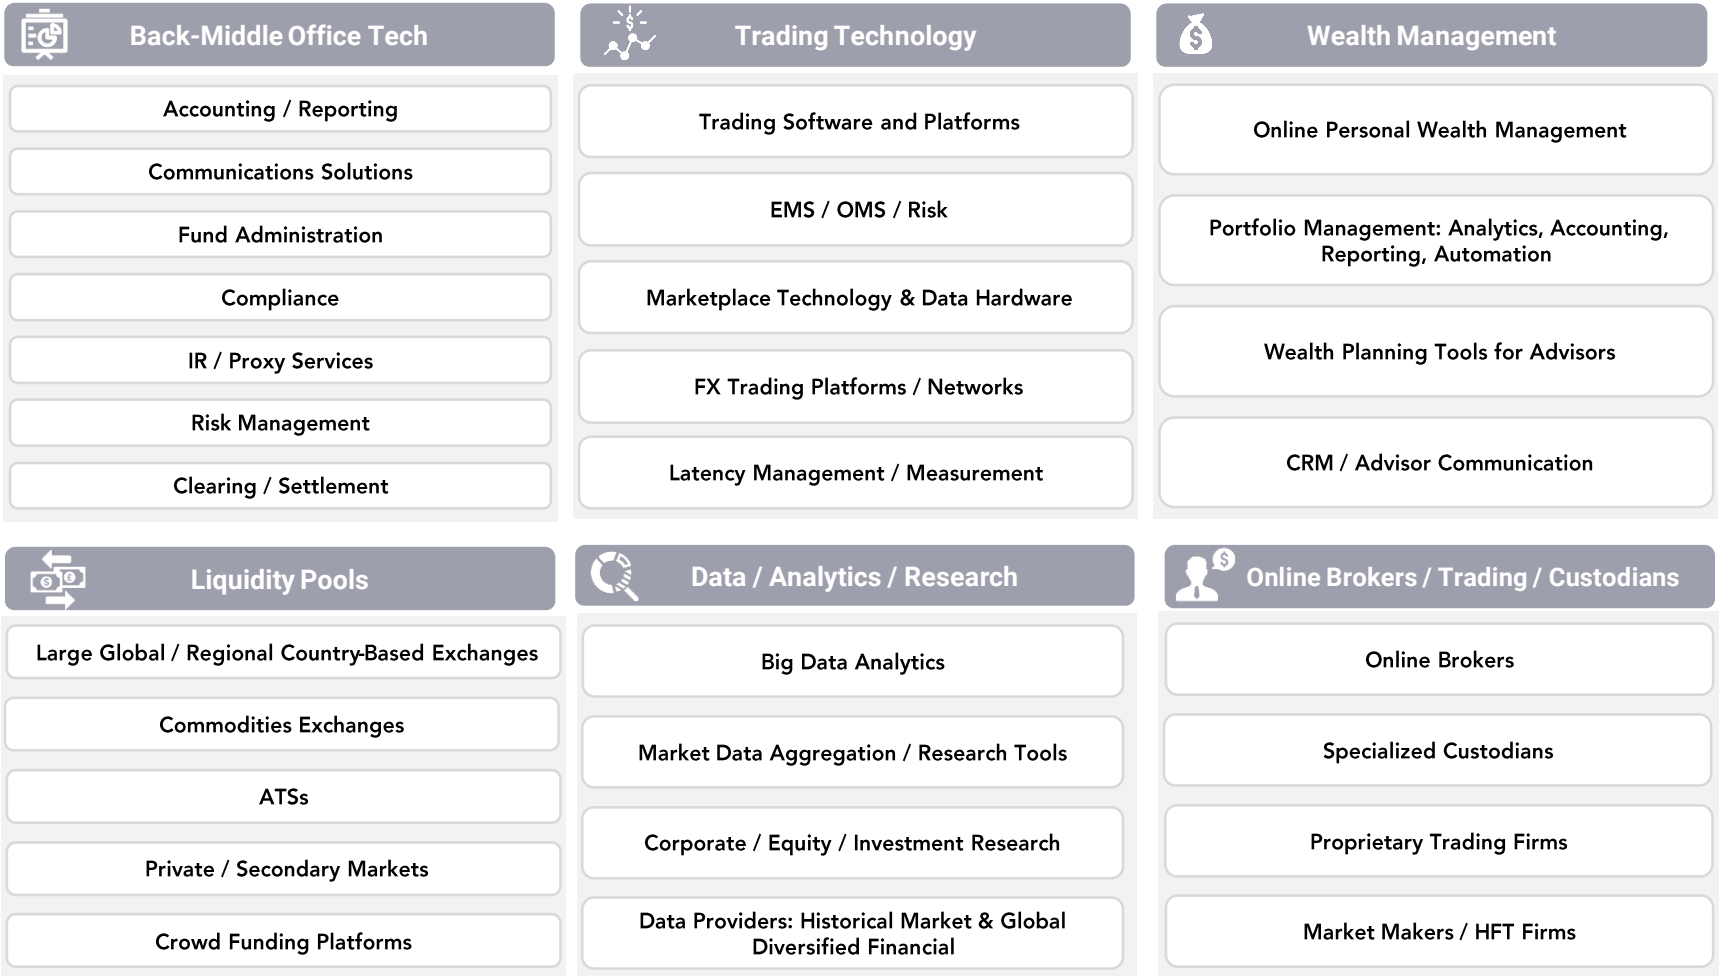 Back-Middle Office Tech
Accounting / Reporting
Communications Solutions
Fund Administration
Compliance
IR / Proxy Services
Risk Management
Clearing / Settlement
Trading Technology
Trading Software and Platforms
EMS / OMS / Risk
Marketplace Technology & Data Hardware
FX Trading Platforms / Networks
Latency Management / Measurement
Wealth Management
Online Personal Wealth Management
Portfolio Management: Analytics, Accounting,
Reporting, Automation
Wealth Planning Tools for Advisors
CRM / Advisor Communication
Liquidity Pools
Large Global / Regional Country-Based Exchanges
Commodities Exchanges
ATSs
Private / Secondary Markets
Crowd Funding Platforms
Data / Analytics / Research
Big Data Analytics
Market Data Aggregation / Research Tools
Corporate / Equity / Investment Research
Data Providers: Historical Market & Global
Diversified Financial
Online Brokers / Trading / Custodians
Online Brokers
Specialized Custodians
Proprietary Trading Firms
Market Makers / HFT Firms